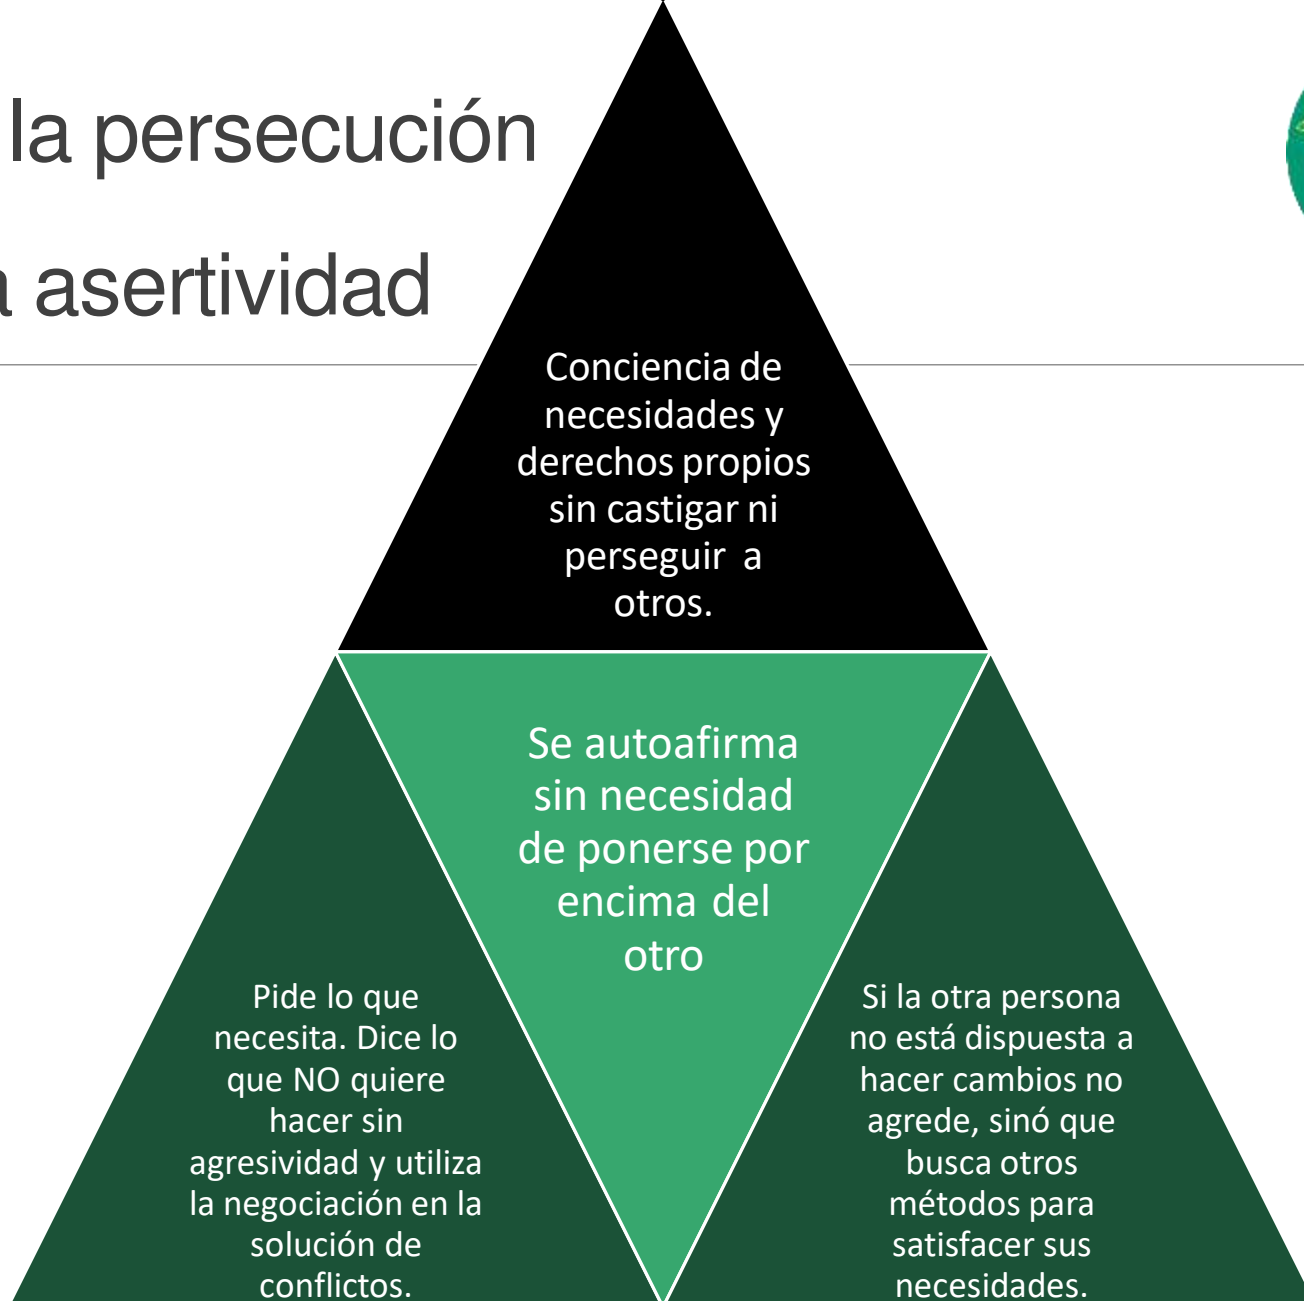 la persecución
a asertividad
Conciencia de
necesidades y
derechos propios
sin castigar ni
perseguir a
otros.
Se autoafirma
sin necesidad
de ponerse por
encima del
otro
Pide lo que
necesita. Dice lo
que NO quiere
hacer sin
agresividad y utiliza
la negociación en la
solución de
conflictos.
Si la otra persona
no está dispuesta a
hacer cambios no
agrede, sinó que
busca otros
métodos para
satisfacer sus
necesidades.